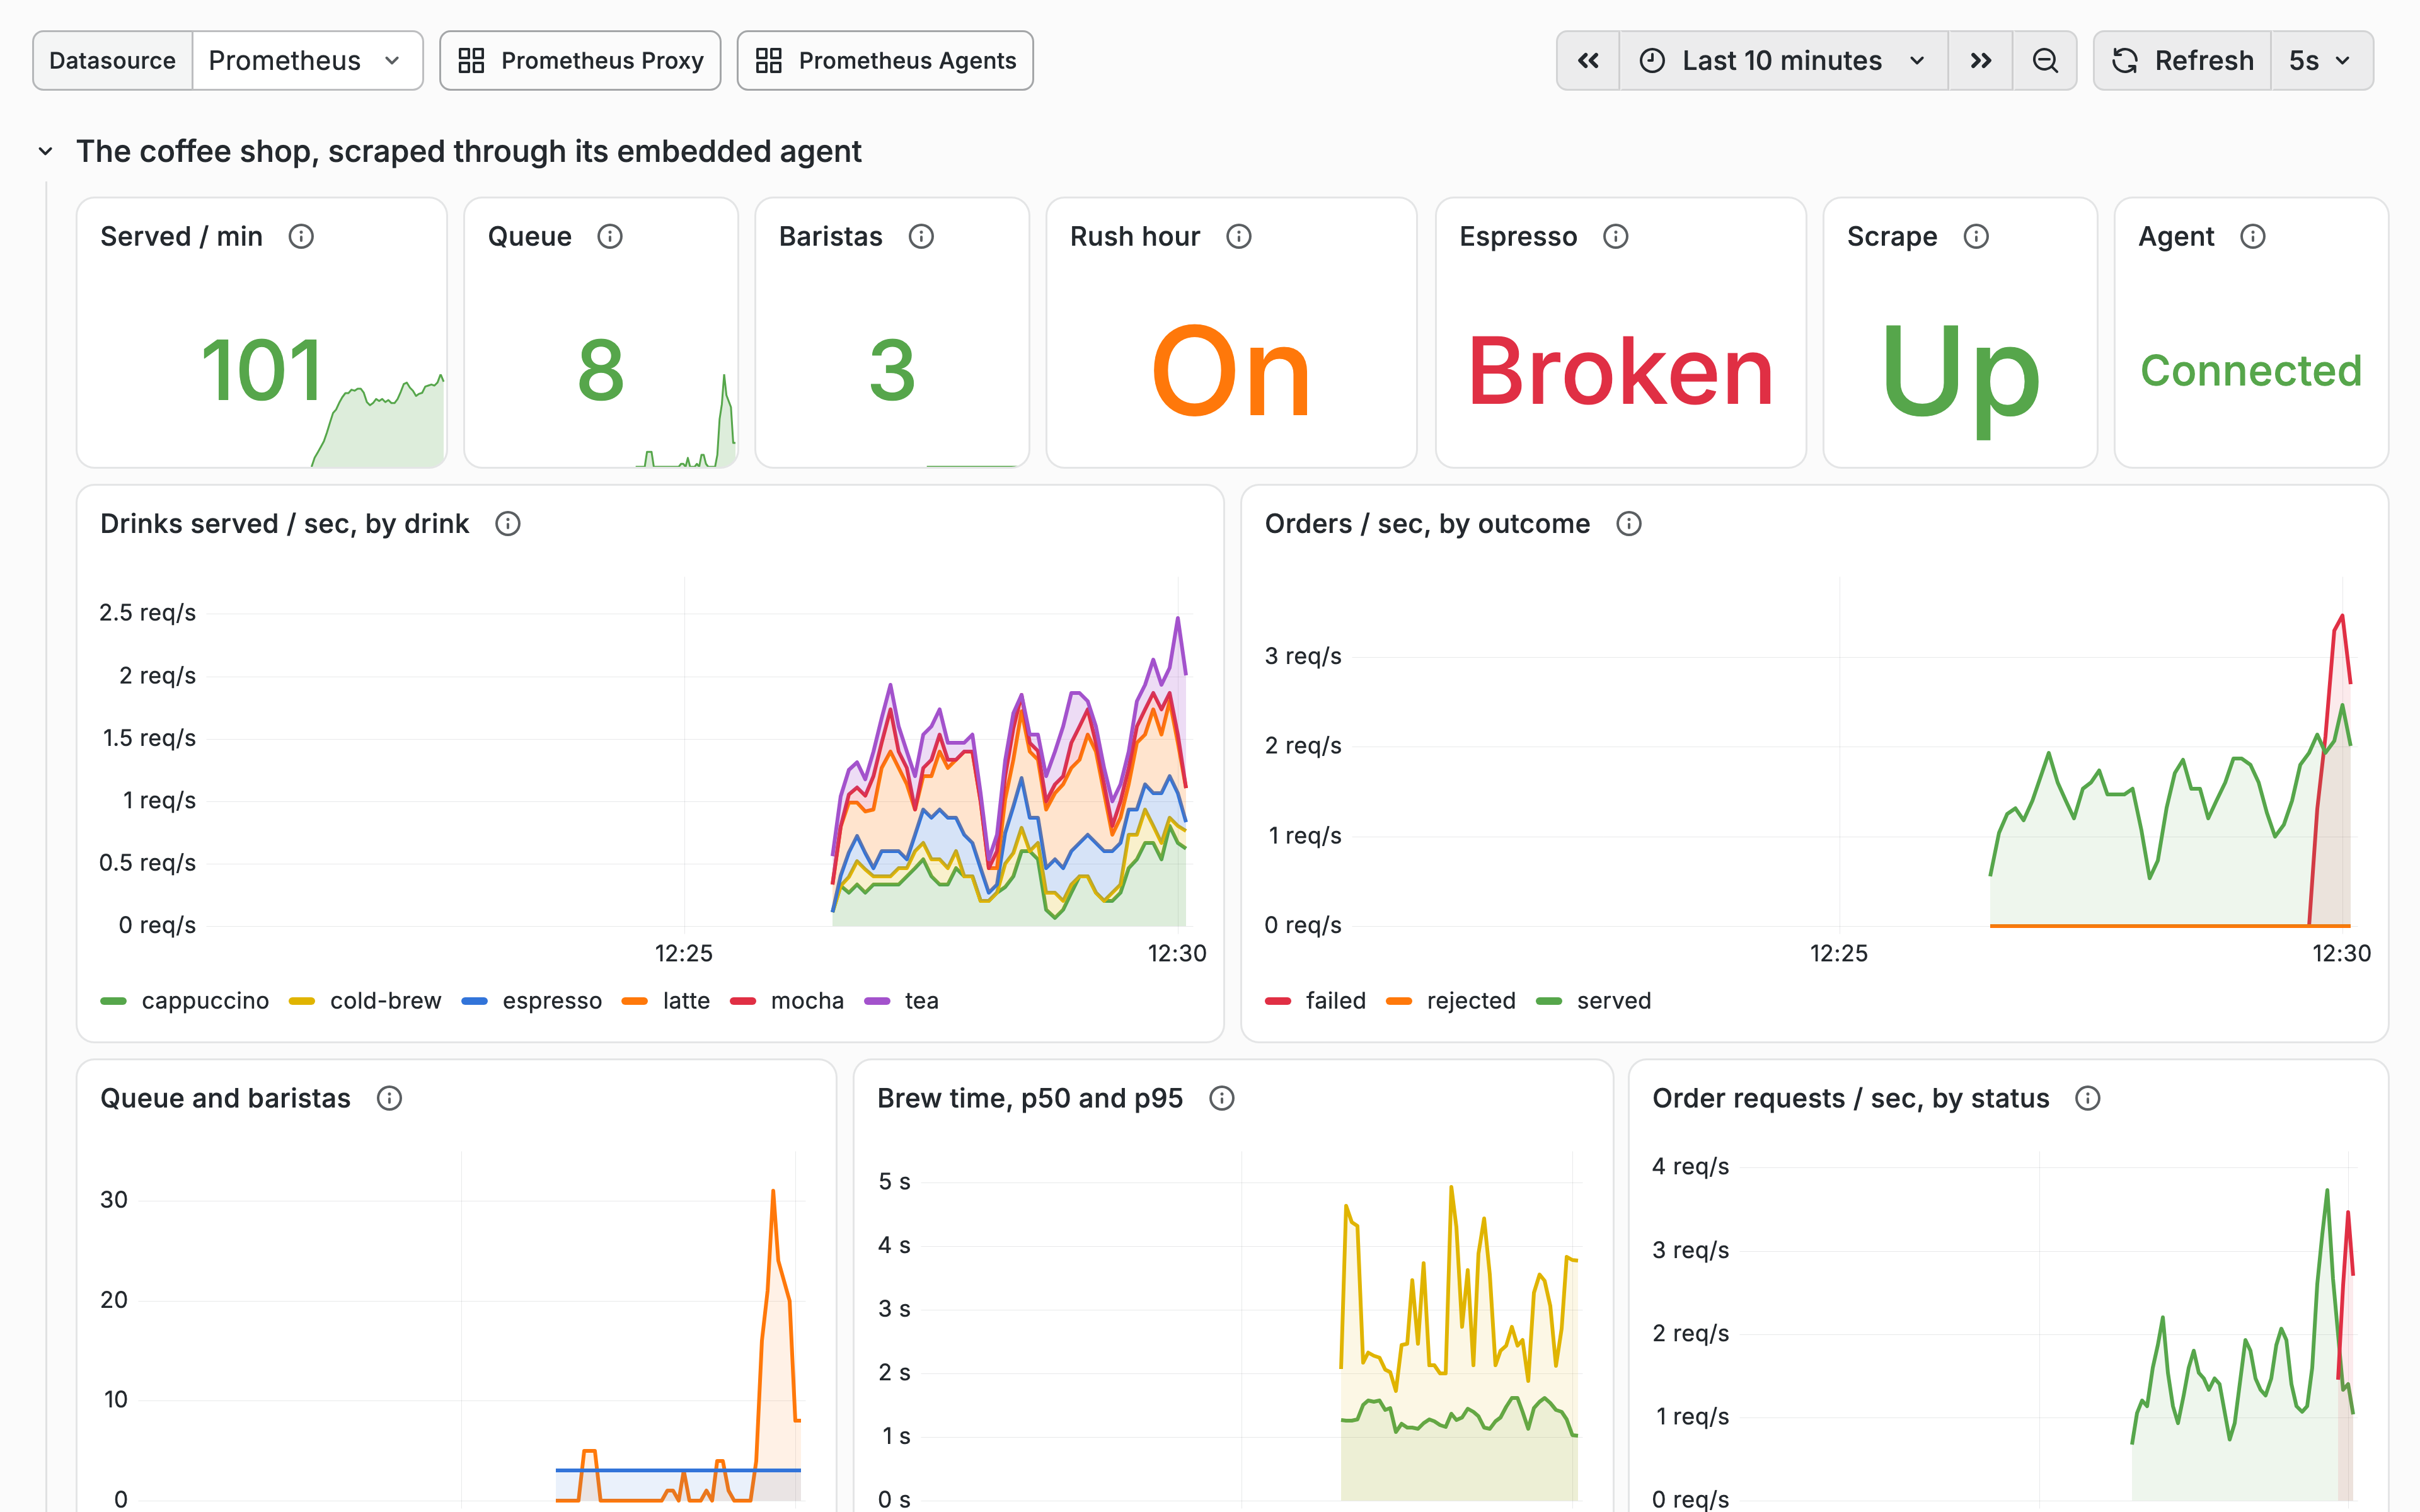 Datasource Prometheus Prometheus Proxy Prometheus Agents Last 10 minutes Refresh 5s
The coffee shop, scraped through its embedded agent
Served / min
101
Queue
8
Baristas
3
Rush hour
On
Espresso
Broken
Scrape
Up
Agent
Connected
Drinks served / sec, by drink
2.5 req/s
2 req/s
1.5 req/s
1 req/s
0.5 req/s
0 req/s
12:25 12:30
cappuccino cold-brew espresso latte mocha tea
Orders / sec, by outcome
3 req/s
2 req/s
1 req/s
0 req/s
12:25 12:30
failed rejected served
Queue and baristas
30
20
10
0
Brew time, p50 and p95
5 s
4 s
3 s
2 s
1 s
0 s
Order requests / sec, by status
4 req/s
3 req/s
2 req/s
1 req/s
0 req/s